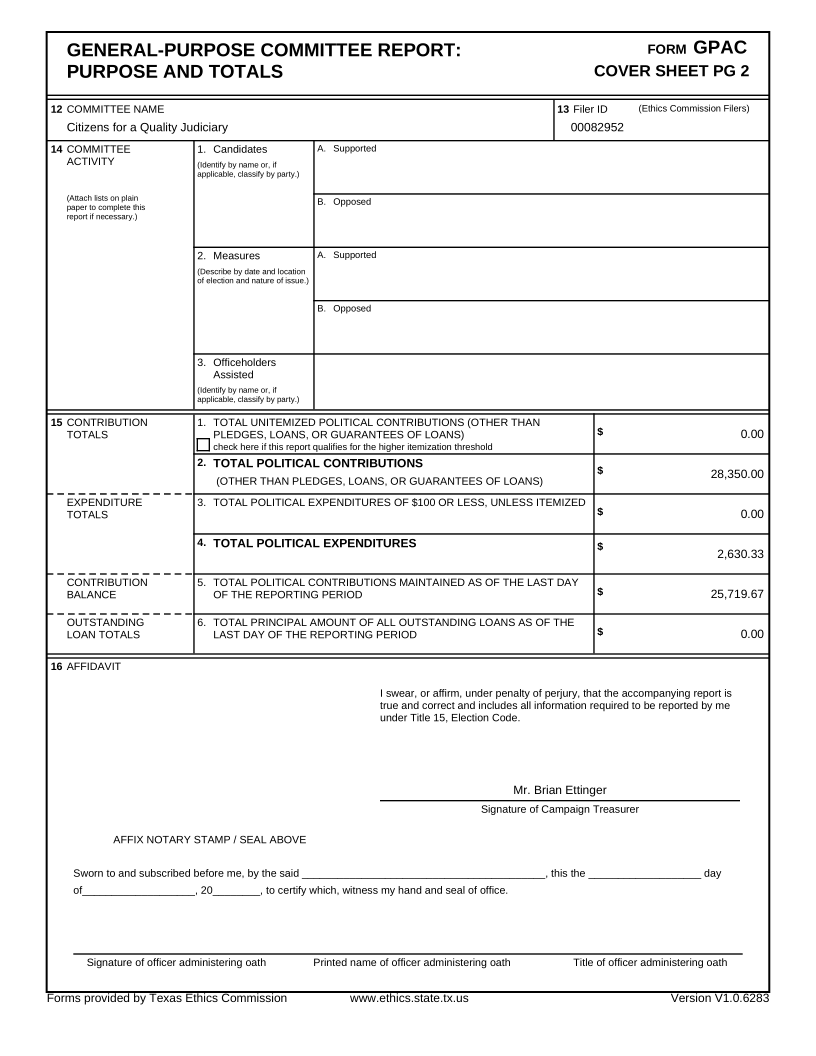 GENERAL-PURPOSE COMMITTEE REPORT:
PURPOSE AND TOTALS
FORM GPAC
COVER SHEET PG 2
12 COMMITTEE NAME
Citizens for a Quality Judiciary
13 Filer ID (Ethics Commission Filers)
00082952
14 COMMITTEE
ACTIVITY
(Attach lists on plain
paper to complete this
report if necessary.)
1. Candidates
(Identify by name or, if
applicable, classify by party.)
A. Supported
B. Opposed
2. Measures
(Describe by date and location
of election and nature of issue.)
A. Supported
B. Opposed
3. Officeholders
Assisted
(Identify by name or, if
applicable, classify by party.)
15 CONTRIBUTION
TOTALS
1. TOTAL UNITEMIZED POLITICAL CONTRIBUTIONS (OTHER THAN
PLEDGES, LOANS, OR GUARANTEES OF LOANS)
check here if this report qualifies for the higher itemization threshold
$ 0.00
2. TOTAL POLITICAL CONTRIBUTIONS
(OTHER THAN PLEDGES, LOANS, OR GUARANTEES OF LOANS)
$ 28,350.00
EXPENDITURE
TOTALS
3. TOTAL POLITICAL EXPENDITURES OF $100 OR LESS, UNLESS ITEMIZED
$ 0.00
4. TOTAL POLITICAL EXPENDITURES
$ 2,630.33
CONTRIBUTION
BALANCE
5. TOTAL POLITICAL CONTRIBUTIONS MAINTAINED AS OF THE LAST DAY
OF THE REPORTING PERIOD
$ 25,719.67
OUTSTANDING
LOAN TOTALS
6. TOTAL PRINCIPAL AMOUNT OF ALL OUTSTANDING LOANS AS OF THE
LAST DAY OF THE REPORTING PERIOD
$ 0.00
16 AFFIDAVIT
I swear, or affirm, under penalty of perjury, that the accompanying report is
true and correct and includes all information required to be reported by me
under Title 15, Election Code.
Mr. Brian Ettinger
Signature of Campaign Treasurer
AFFIX NOTARY STAMP / SEAL ABOVE
Sworn to and subscribed before me, by the said ________________________________________, this the ___________________ day
of___________________, 20________, to certify which, witness my hand and seal of office.
Signature of officer administering oath Printed name of officer administering oath Title of officer administering oath
Forms provided by Texas Ethics Commission www.ethics.state.tx.us Version V1.0.6283